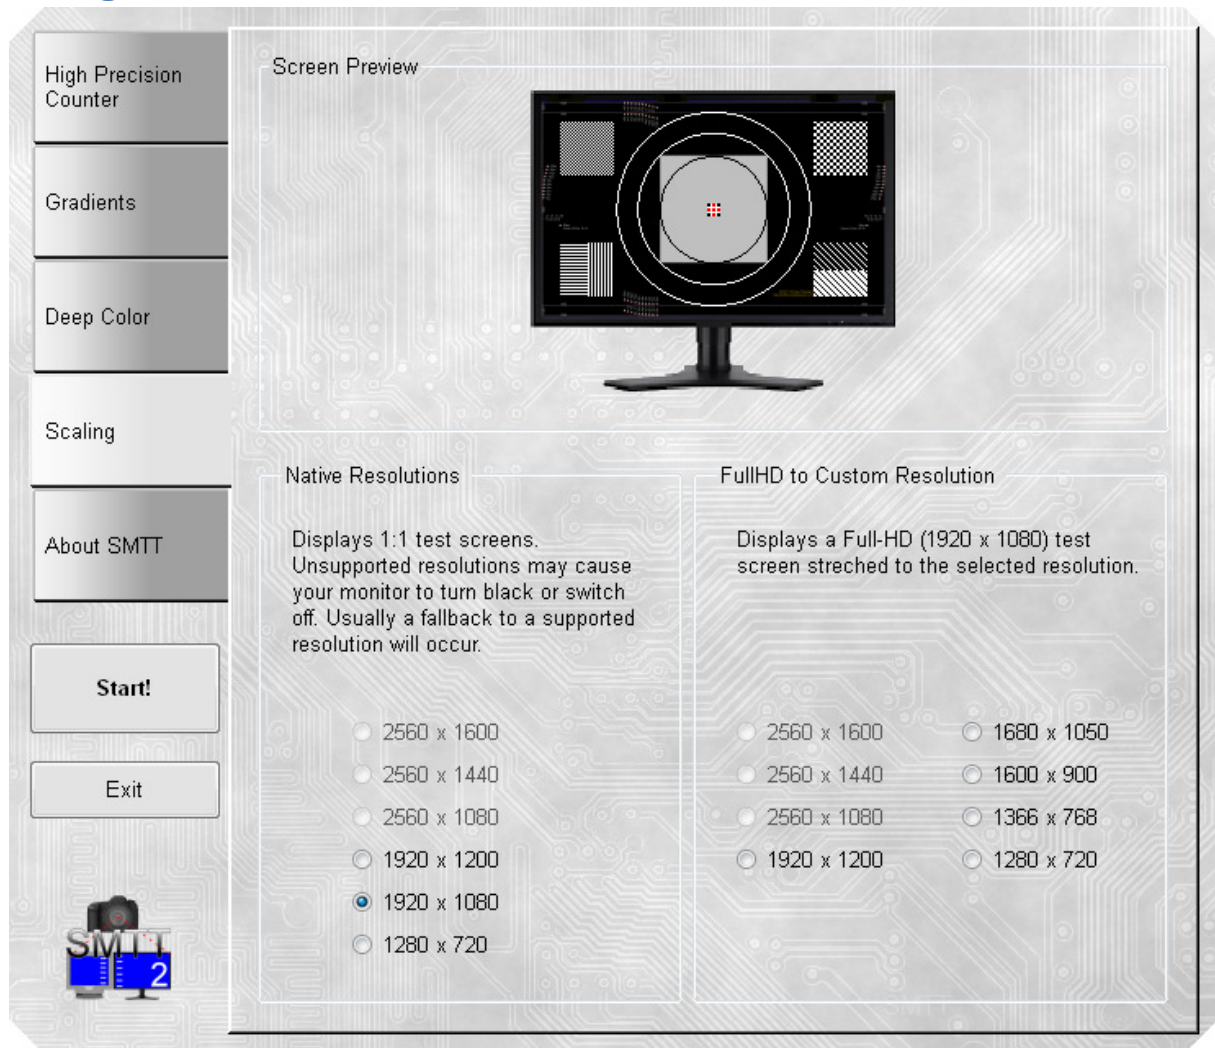 High Precision
Counter
Gradients
Deep Color
Scaling
About SMTT
Start!
Exit
SMTT
2
Screen Preview
Native Resolutions
Displays 1:1 test screens.
Unsupported resolutions may cause
your monitor to turn black or switch
off. Usually a fallback to a supported
resolution will occur.
2560 x 1600
2560 x 1440
2560 x 1080
1920 x 1200
1920 x 1080
1280 x 720
FullHD to Custom Resolution
Displays a Full-HD (1920 x 1080) test
screen streched to the selected resolution.
2560 x 1600
2560 x 1440
2560 x 1080
1920 x 1200
1680 x 1050
1600 x 900
1366 x 768
1280 x 720